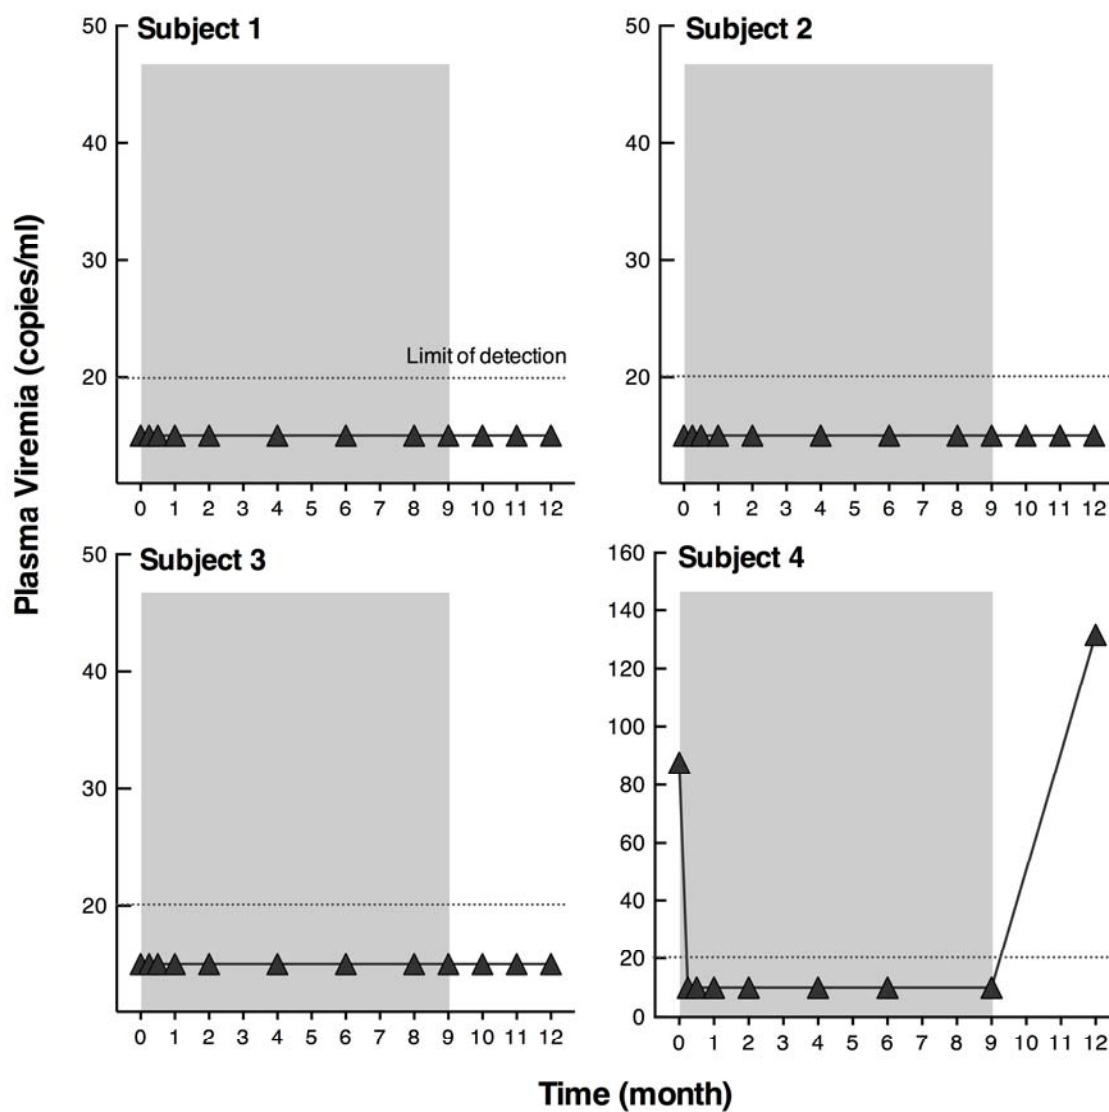 Plasma Viremia (copies/ml)
Subject 1
50
40
30
20
Limit of detection
0 1 2 3 4 5 6 7 8 9 10 11 12
Subject 2
50
40
30
20
0 1 2 3 4 5 6 7 8 9 10 11 12
Subject 3
50
40
30
20
0 1 2 3 4 5 6 7 8 9 10 11 12
Subject 4
160
140
120
100
80
60
40
20
0
0 1 2 3 4 5 6 7 8 9 10 11 12
Time (month)